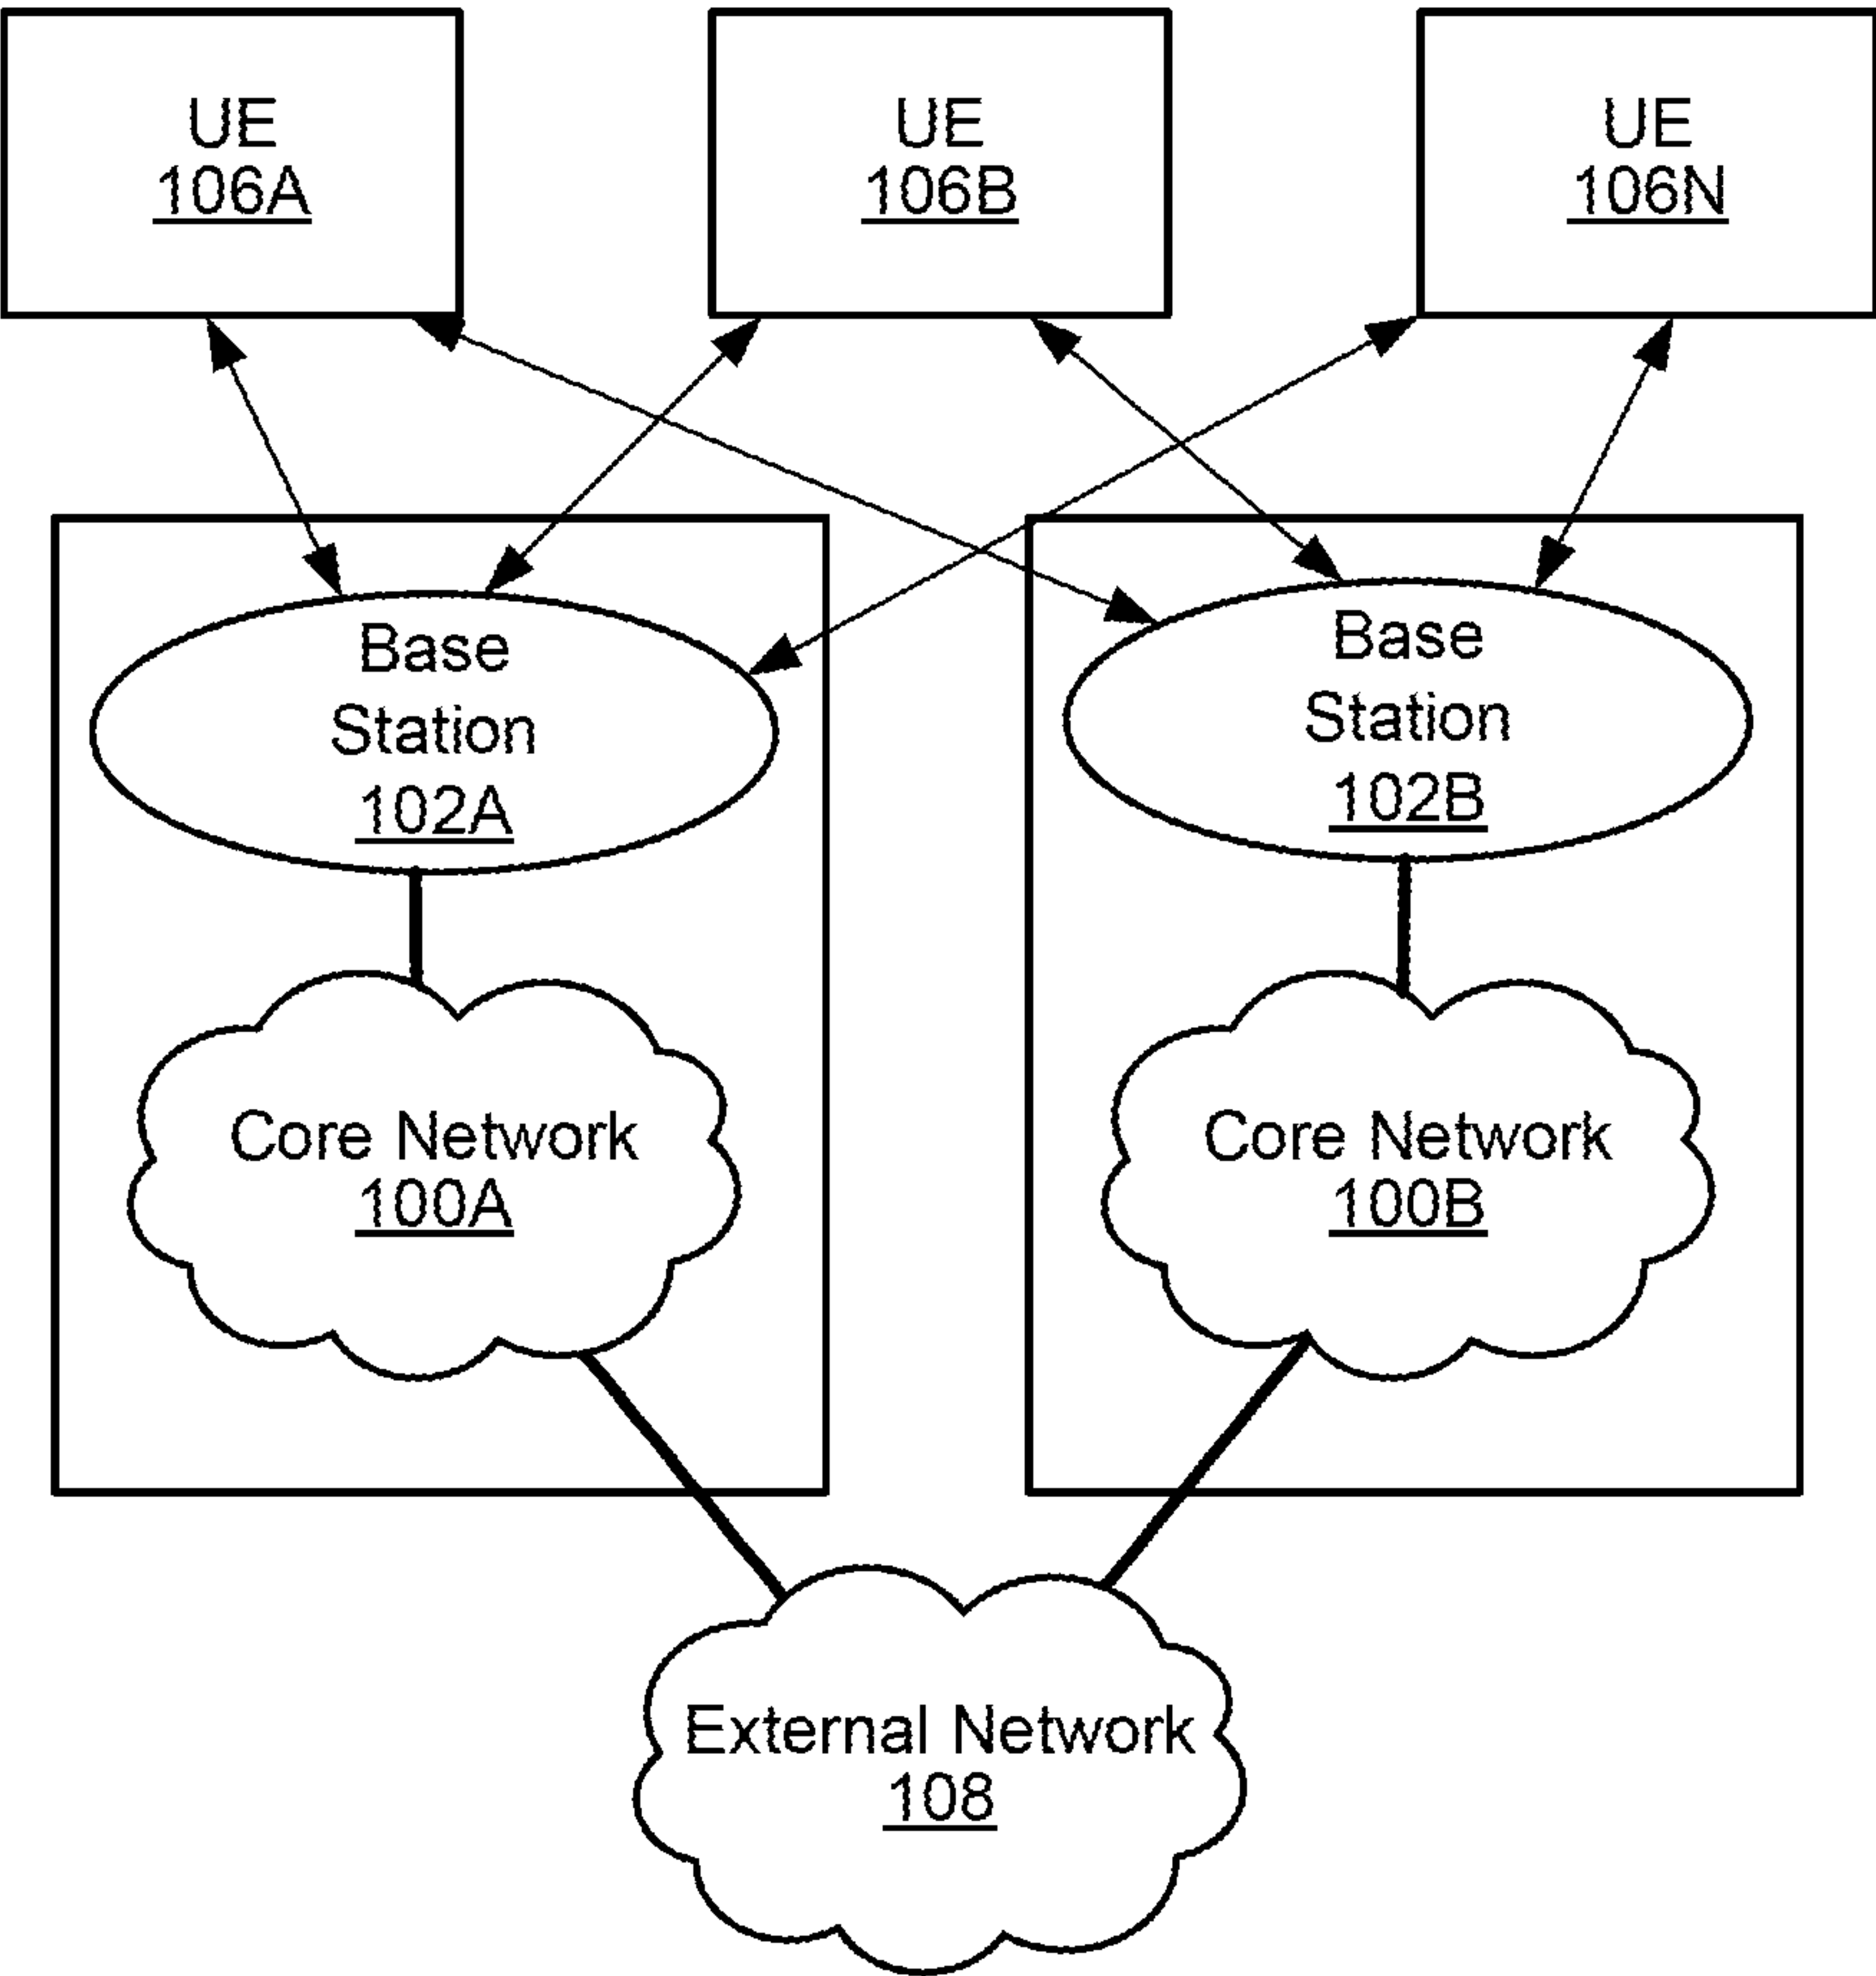 UE
106A
UE
106B
UE
106N
Base
Station
102A
Base
Station
102B
Core Network
100A
Core Network
100B
External Network
108